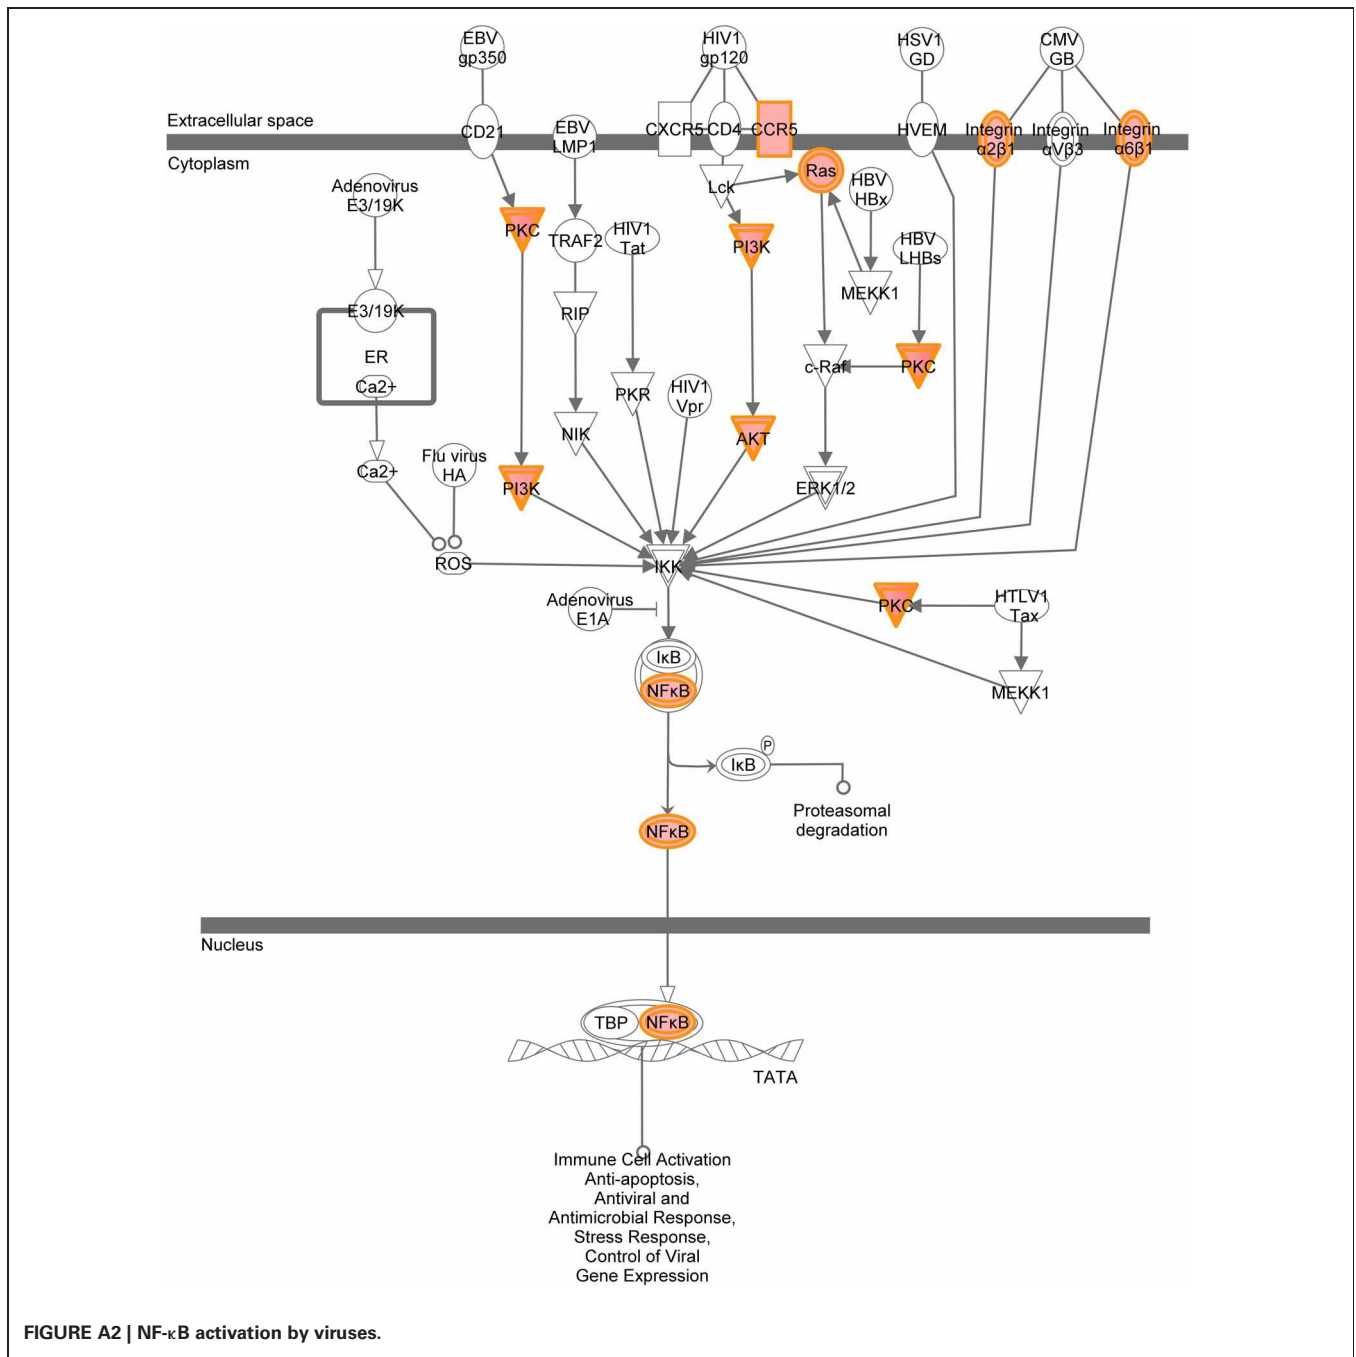 EBV
gp350
HIV1
gp120
HSV1
GD
CMV
GB
Extracellular space
CD21
EBV
LMP1
CXCR5
CD4
CCR5
HVEM
Integrin
α2β1
Integrin
αVβ3
Integrin
α6β1
Cytoplasm
Adenovirus
E3/19K
Lck
Ras
HBV
HBx
PKC
TRAF2
HIV1
Tat
PI3K
HBV
LHBs
MEKK1
E3/19K
RIP
ER
Ca2+
c-Raf
PKC
PKR
HIV1
Vpr
NIK
AKT
Ca2+
Flu virus
HA
PI3K
ERK1/2
ROS
IKK
Adenovirus
E1A
PKC
HTLV1
Tax
IκB
NFκB
MEKK1
P
IκB
Proteasomal
degradation
NFκB
Nucleus
TBP
NFκB
TATA
Immune Cell Activation
Anti-apoptosis,
Antiviral and
Antimicrobial Response,
Stress Response,
Control of Viral
Gene Expression
FIGURE A2 | NF-κB activation by viruses.